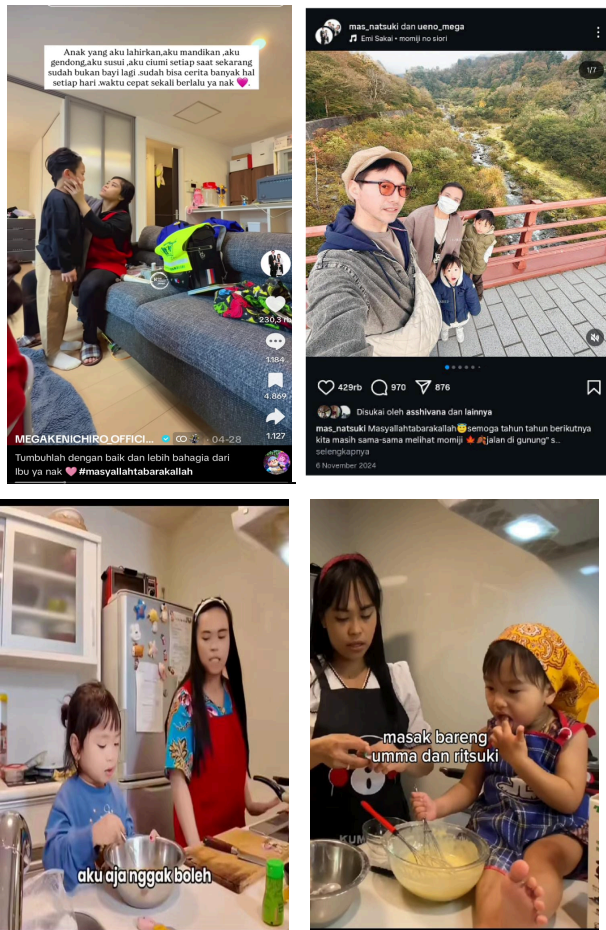 Anak yang aku lahirkan,aku mandikan ,aku
gendong,aku susui ,aku ciumi setiap saat sekarang
sudah bukan bayi lagi .sudah bisa cerita banyak hal
setiap hari .waktu cepat sekali berlalu ya nak 💗.
230,3 rb
1.184
4.869
1.127
MEGAKENICHIRO_OFFICI... · 04-28
Tumbuhlah dengan baik dan lebih bahagia dari
Ibu ya nak 💗 #masyallahtabarakallah
mas_natsuki dan ueno_mega
Emi Sakai • momiji no siori
1/7
429rb 970 876
Disukai oleh asshivana dan lainnya
mas_natsuki Masyallahtabarakallah😇semoga tahun tahun berikutnya
kita masih sama-sama melihat momiji 🍁🍂jalan di gunung" s..
selengkapnya
6 November 2024
aku aja nggak boleh
masak bareng
umma dan ritsuki
KUM